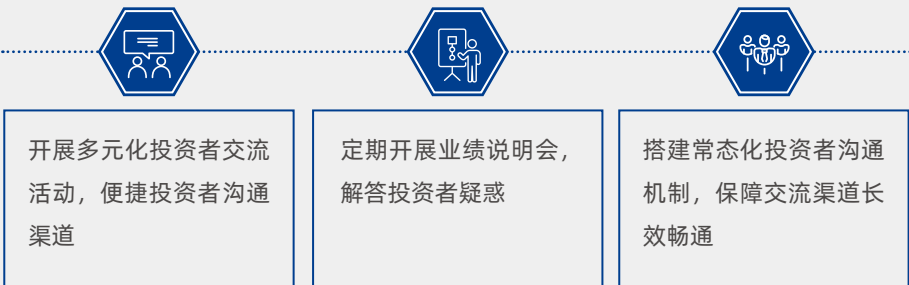 开展多元化投资者交流
活动，便捷投资者沟通
渠道
定期开展业绩说明会，
解答投资者疑惑
搭建常态化投资者沟通
机制，保障交流渠道长
效畅通